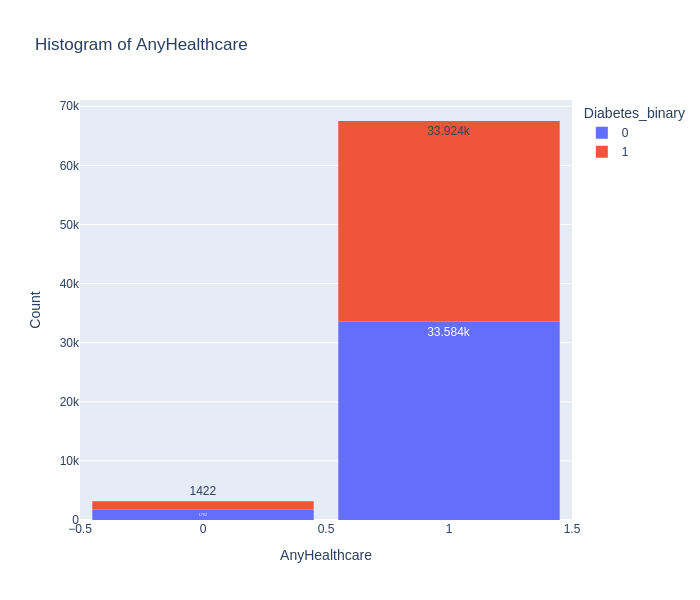 Histogram of AnyHealthcare
Diabetes_binary
0
1
70k
60k
50k
40k
30k
20k
10k
0
Count
33.924k
33.584k
1422
−0.5
0
0.5
1
1.5
AnyHealthcare